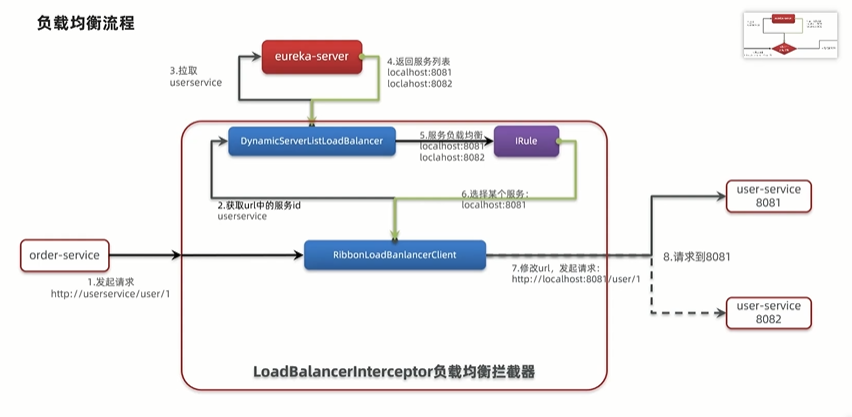 负载均衡流程
eureka-server
3.拉取
userservice
4.返回服务列表
localhost:8081
loclahost:8082
DynamicServerListLoadBalancer
5.服务负载均衡
localhost:8081
loclahost:8082
IRule
2.获取url中的服务id
userservice
6.选择某个服务：
localhost:8081
user-service
8081
order-service
RibbonLoadBanlancerClient
1.发起请求
http://userservice/user/1
7.修改url，发起请求：
http://localhost:8081/user/1
8.请求到8081
user-service
8082
LoadBalancerInterceptor负载均衡拦截器